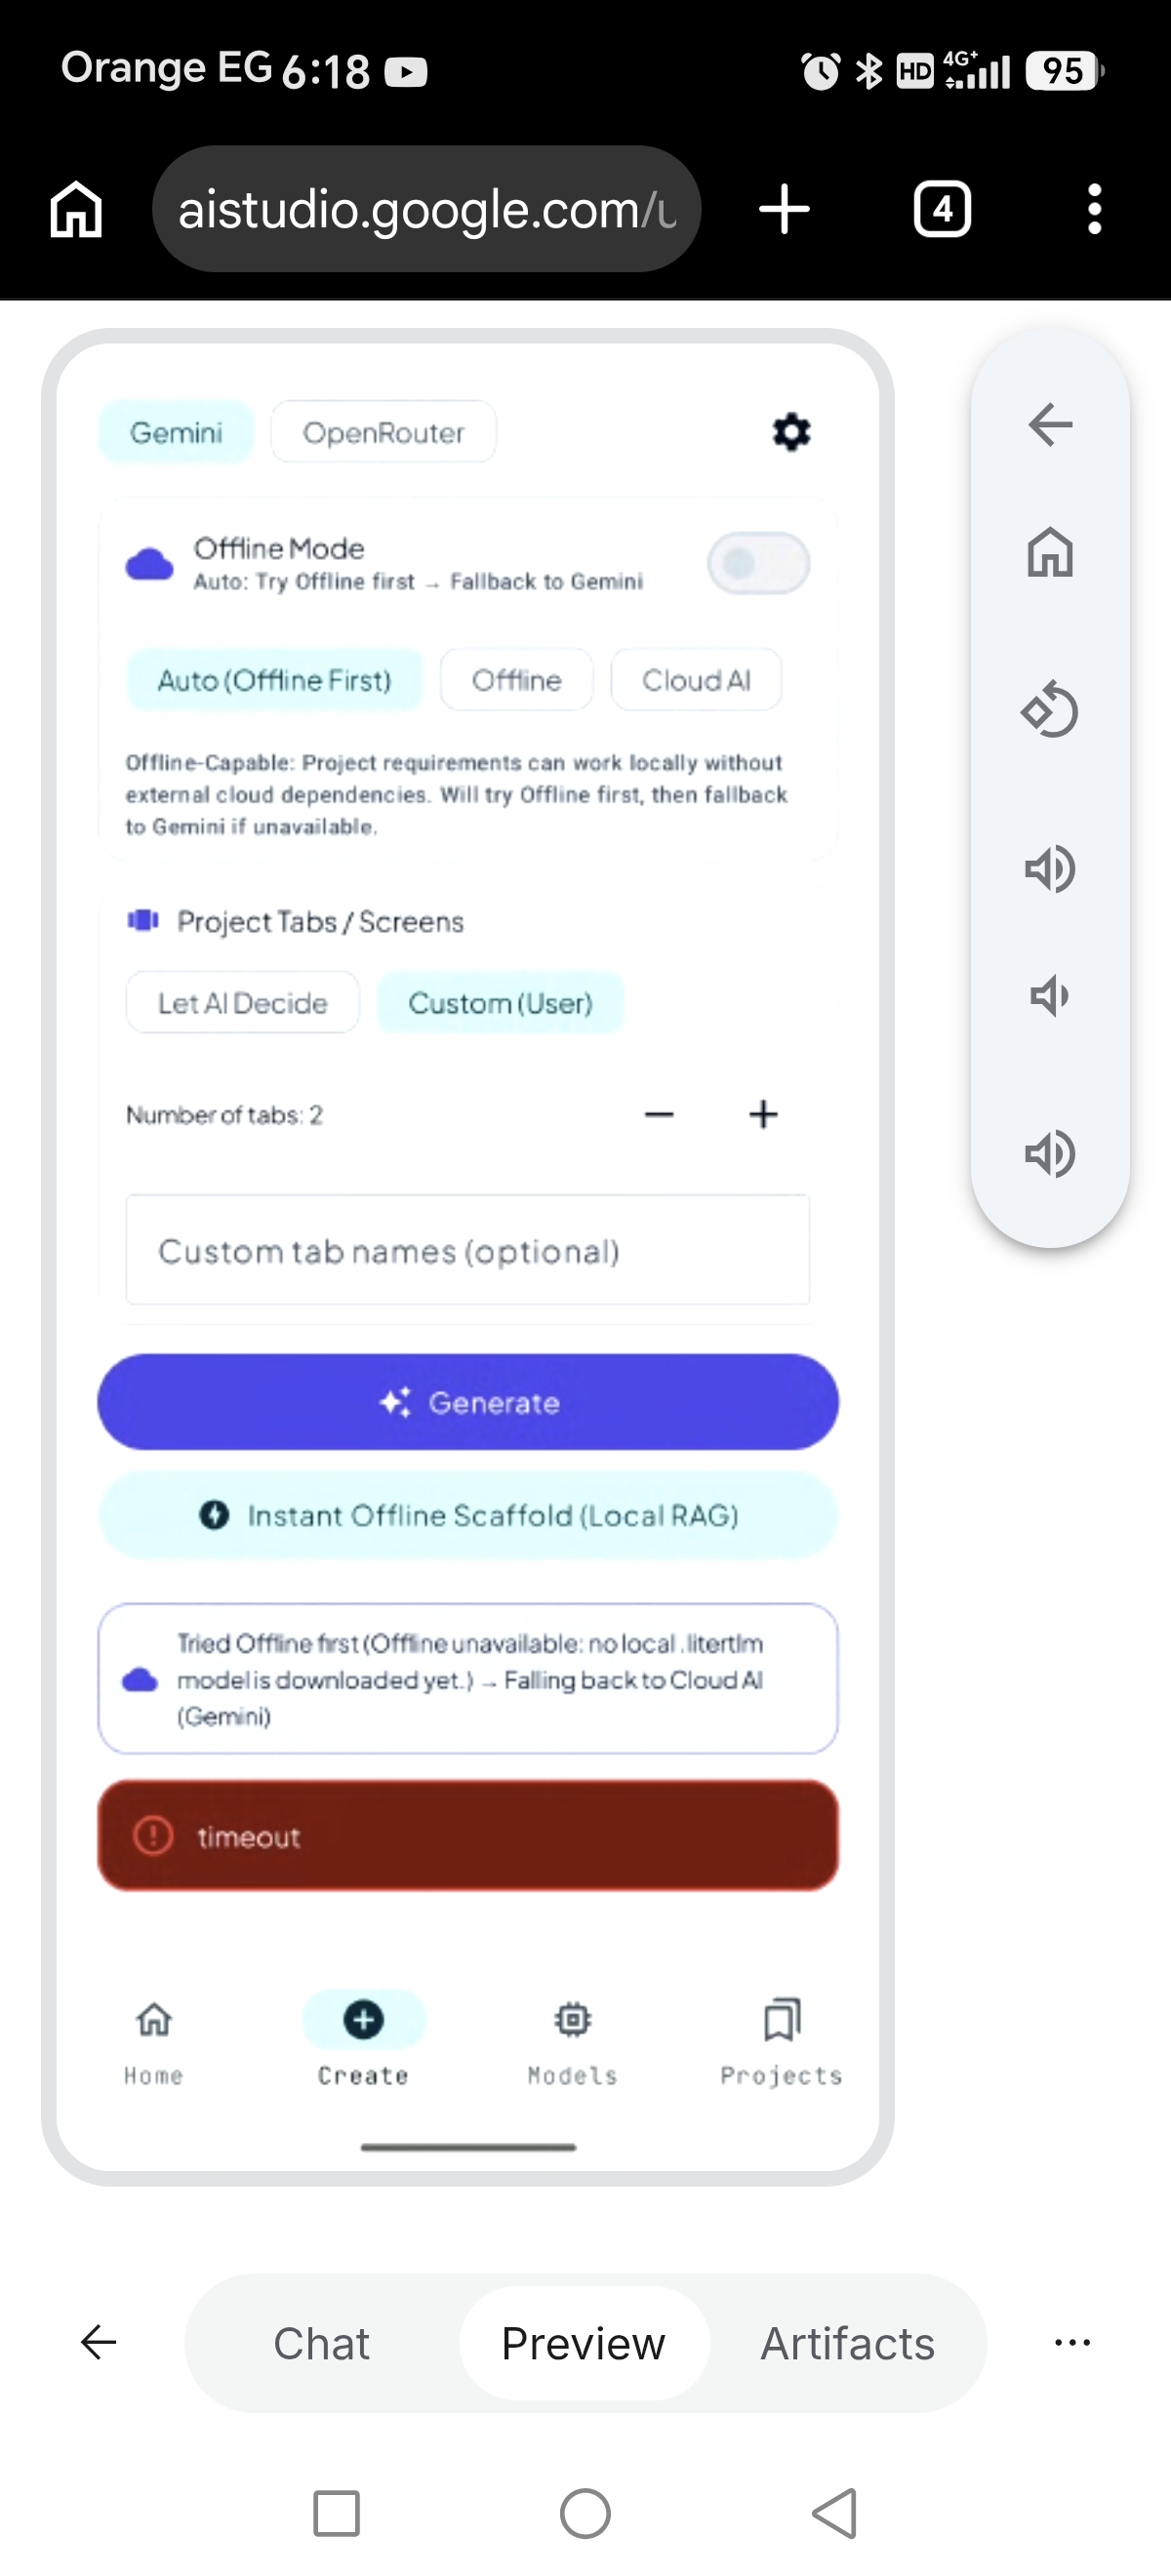 Orange EG 6:18
HD 4G+ 95
aistudio.google.com/u
4
Gemini OpenRouter
Offline Mode
Auto: Try Offline first → Fallback to Gemini
Auto (Offline First) Offline Cloud AI
Offline-Capable: Project requirements can work locally without
external cloud dependencies. Will try Offline first, then fallback
to Gemini if unavailable.
Project Tabs / Screens
Let AI Decide Custom (User)
Number of tabs: 2 − +
Custom tab names (optional)
Generate
Instant Offline Scaffold (Local RAG)
Tried Offline first (Offline unavailable: no local .litertlm
model is downloaded yet.) → Falling back to Cloud AI
(Gemini)
timeout
Home Create Models Projects
Chat Preview Artifacts